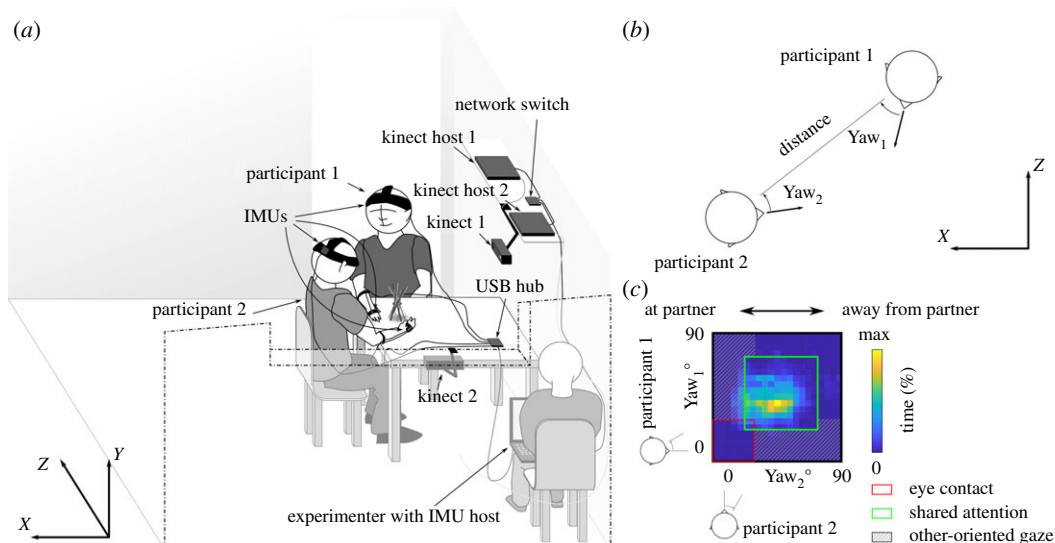 (a)
network switch
kinect host 1
participant 1
kinect host 2
IMUs
kinect 1
USB hub
participant 2
kinect 2
experimenter with IMU host
Z
Y
X
(b)
participant 1
distance
Yaw1
Yaw2
participant 2
Z
X
(c)
at partner
away from partner
90
max
participant 1
Yaw1°
time (%)
0
0
0
Yaw2°
90
participant 2
eye contact
shared attention
other-oriented gaze